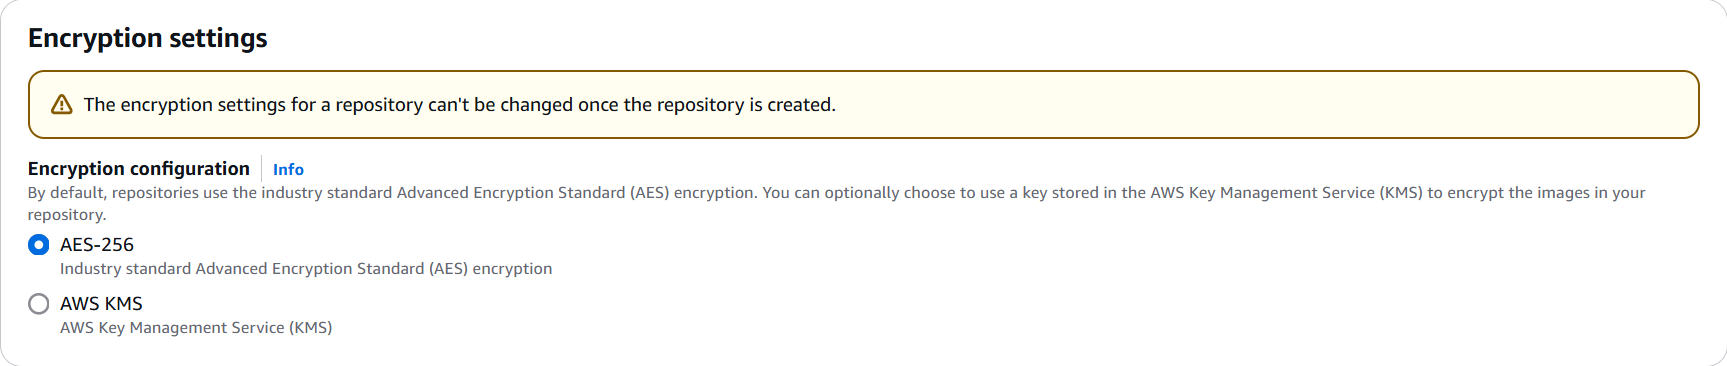 Encryption settings
The encryption settings for a repository can't be changed once the repository is created.
Encryption configuration Info
By default, repositories use the industry standard Advanced Encryption Standard (AES) encryption. You can optionally choose to use a key stored in the AWS Key Management Service (KMS) to encrypt the images in your
repository.
AES-256
Industry standard Advanced Encryption Standard (AES) encryption
AWS KMS
AWS Key Management Service (KMS)